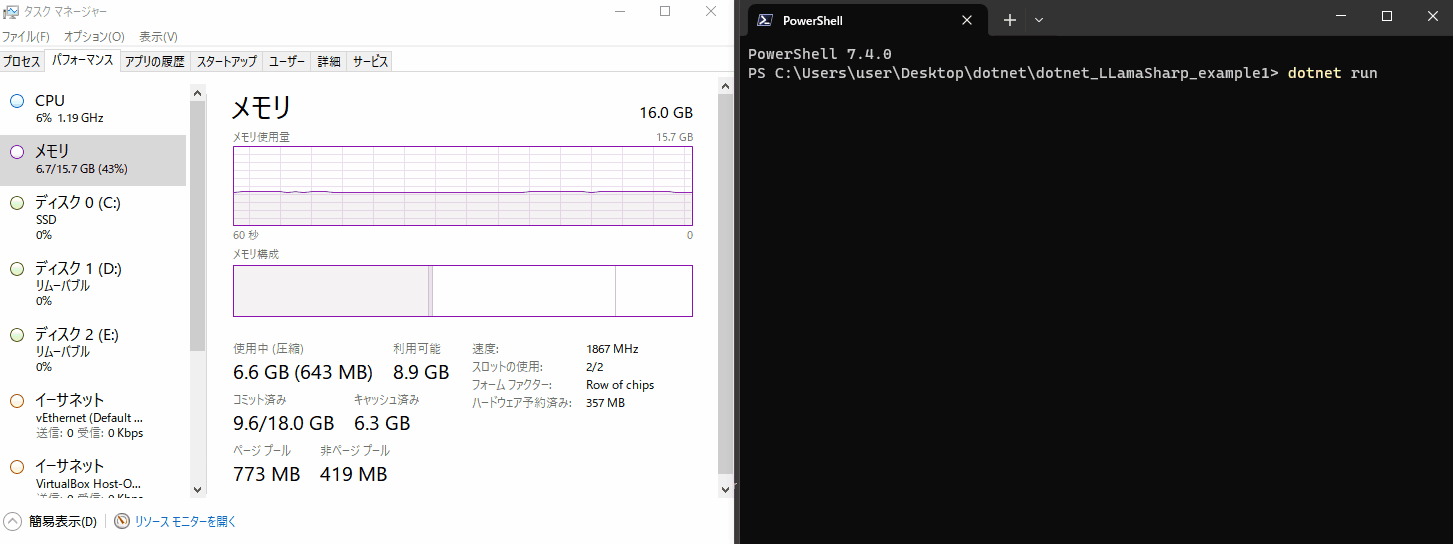 タスク マネージャー
ファイル(F) オプション(O) 表示(V)
プロセス パフォーマンス アプリの履歴 スタートアップ ユーザー 詳細 サービス
CPU
6% 1.19 GHz
メモリ
6.7/15.7 GB (43%)
ディスク 0 (C:)
SSD
0%
ディスク 1 (D:)
リムーバブル
0%
ディスク 2 (E:)
リムーバブル
0%
イーサネット
vEthernet (Default ...
送信: 0 受信: 0 Kbps
イーサネット
VirtualBox Host-O...
送信: 0 受信: 0 Kbps
メモリ 16.0 GB
メモリ使用量 15.7 GB
60 秒 0
メモリ構成
使用中 (圧縮) 利用可能
6.6 GB (643 MB) 8.9 GB
コミット済み キャッシュ済み
9.6/18.0 GB 6.3 GB
ページ プール 非ページ プール
773 MB 419 MB
速度: 1867 MHz
スロットの使用: 2/2
フォーム ファクター: Row of chips
ハードウェア予約済み: 357 MB
簡易表示(D) リソース モニターを開く
PowerShell
PowerShell 7.4.0
PS C:\Users\user\Desktop\dotnet\dotnet_LLamaSharp_example1> dotnet run